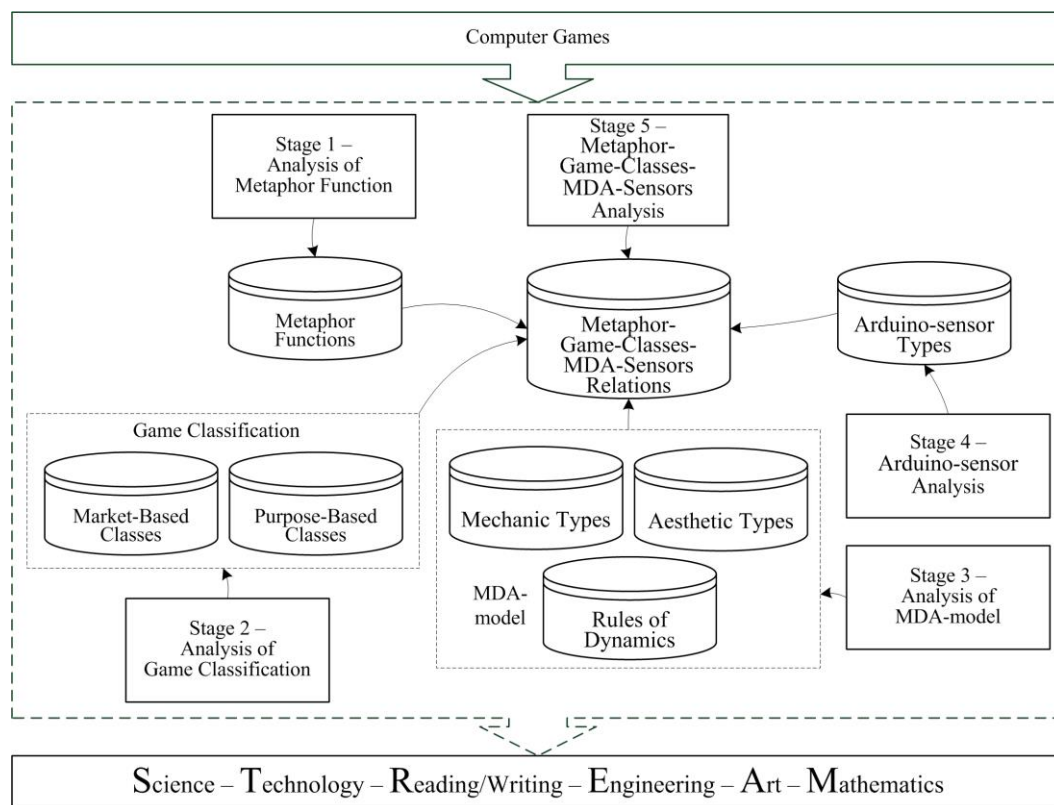 Computer Games
Stage 1 –
Analysis of
Metaphor Function
Stage 5 –
Metaphor-
Game-Classes-
MDA-Sensors
Analysis
Metaphor
Functions
Metaphor-
Game-Classes-
MDA-Sensors
Relations
Arduino-sensor
Types
Game Classification
Market-Based
Classes
Purpose-Based
Classes
Mechanic Types
Aesthetic Types
MDA-
model
Rules of
Dynamics
Stage 4 –
Arduino-sensor
Analysis
Stage 3 –
Analysis of
MDA-model
Stage 2 –
Analysis of
Game Classification
Science – Technology – Reading/Writing – Engineering – Art – Mathematics